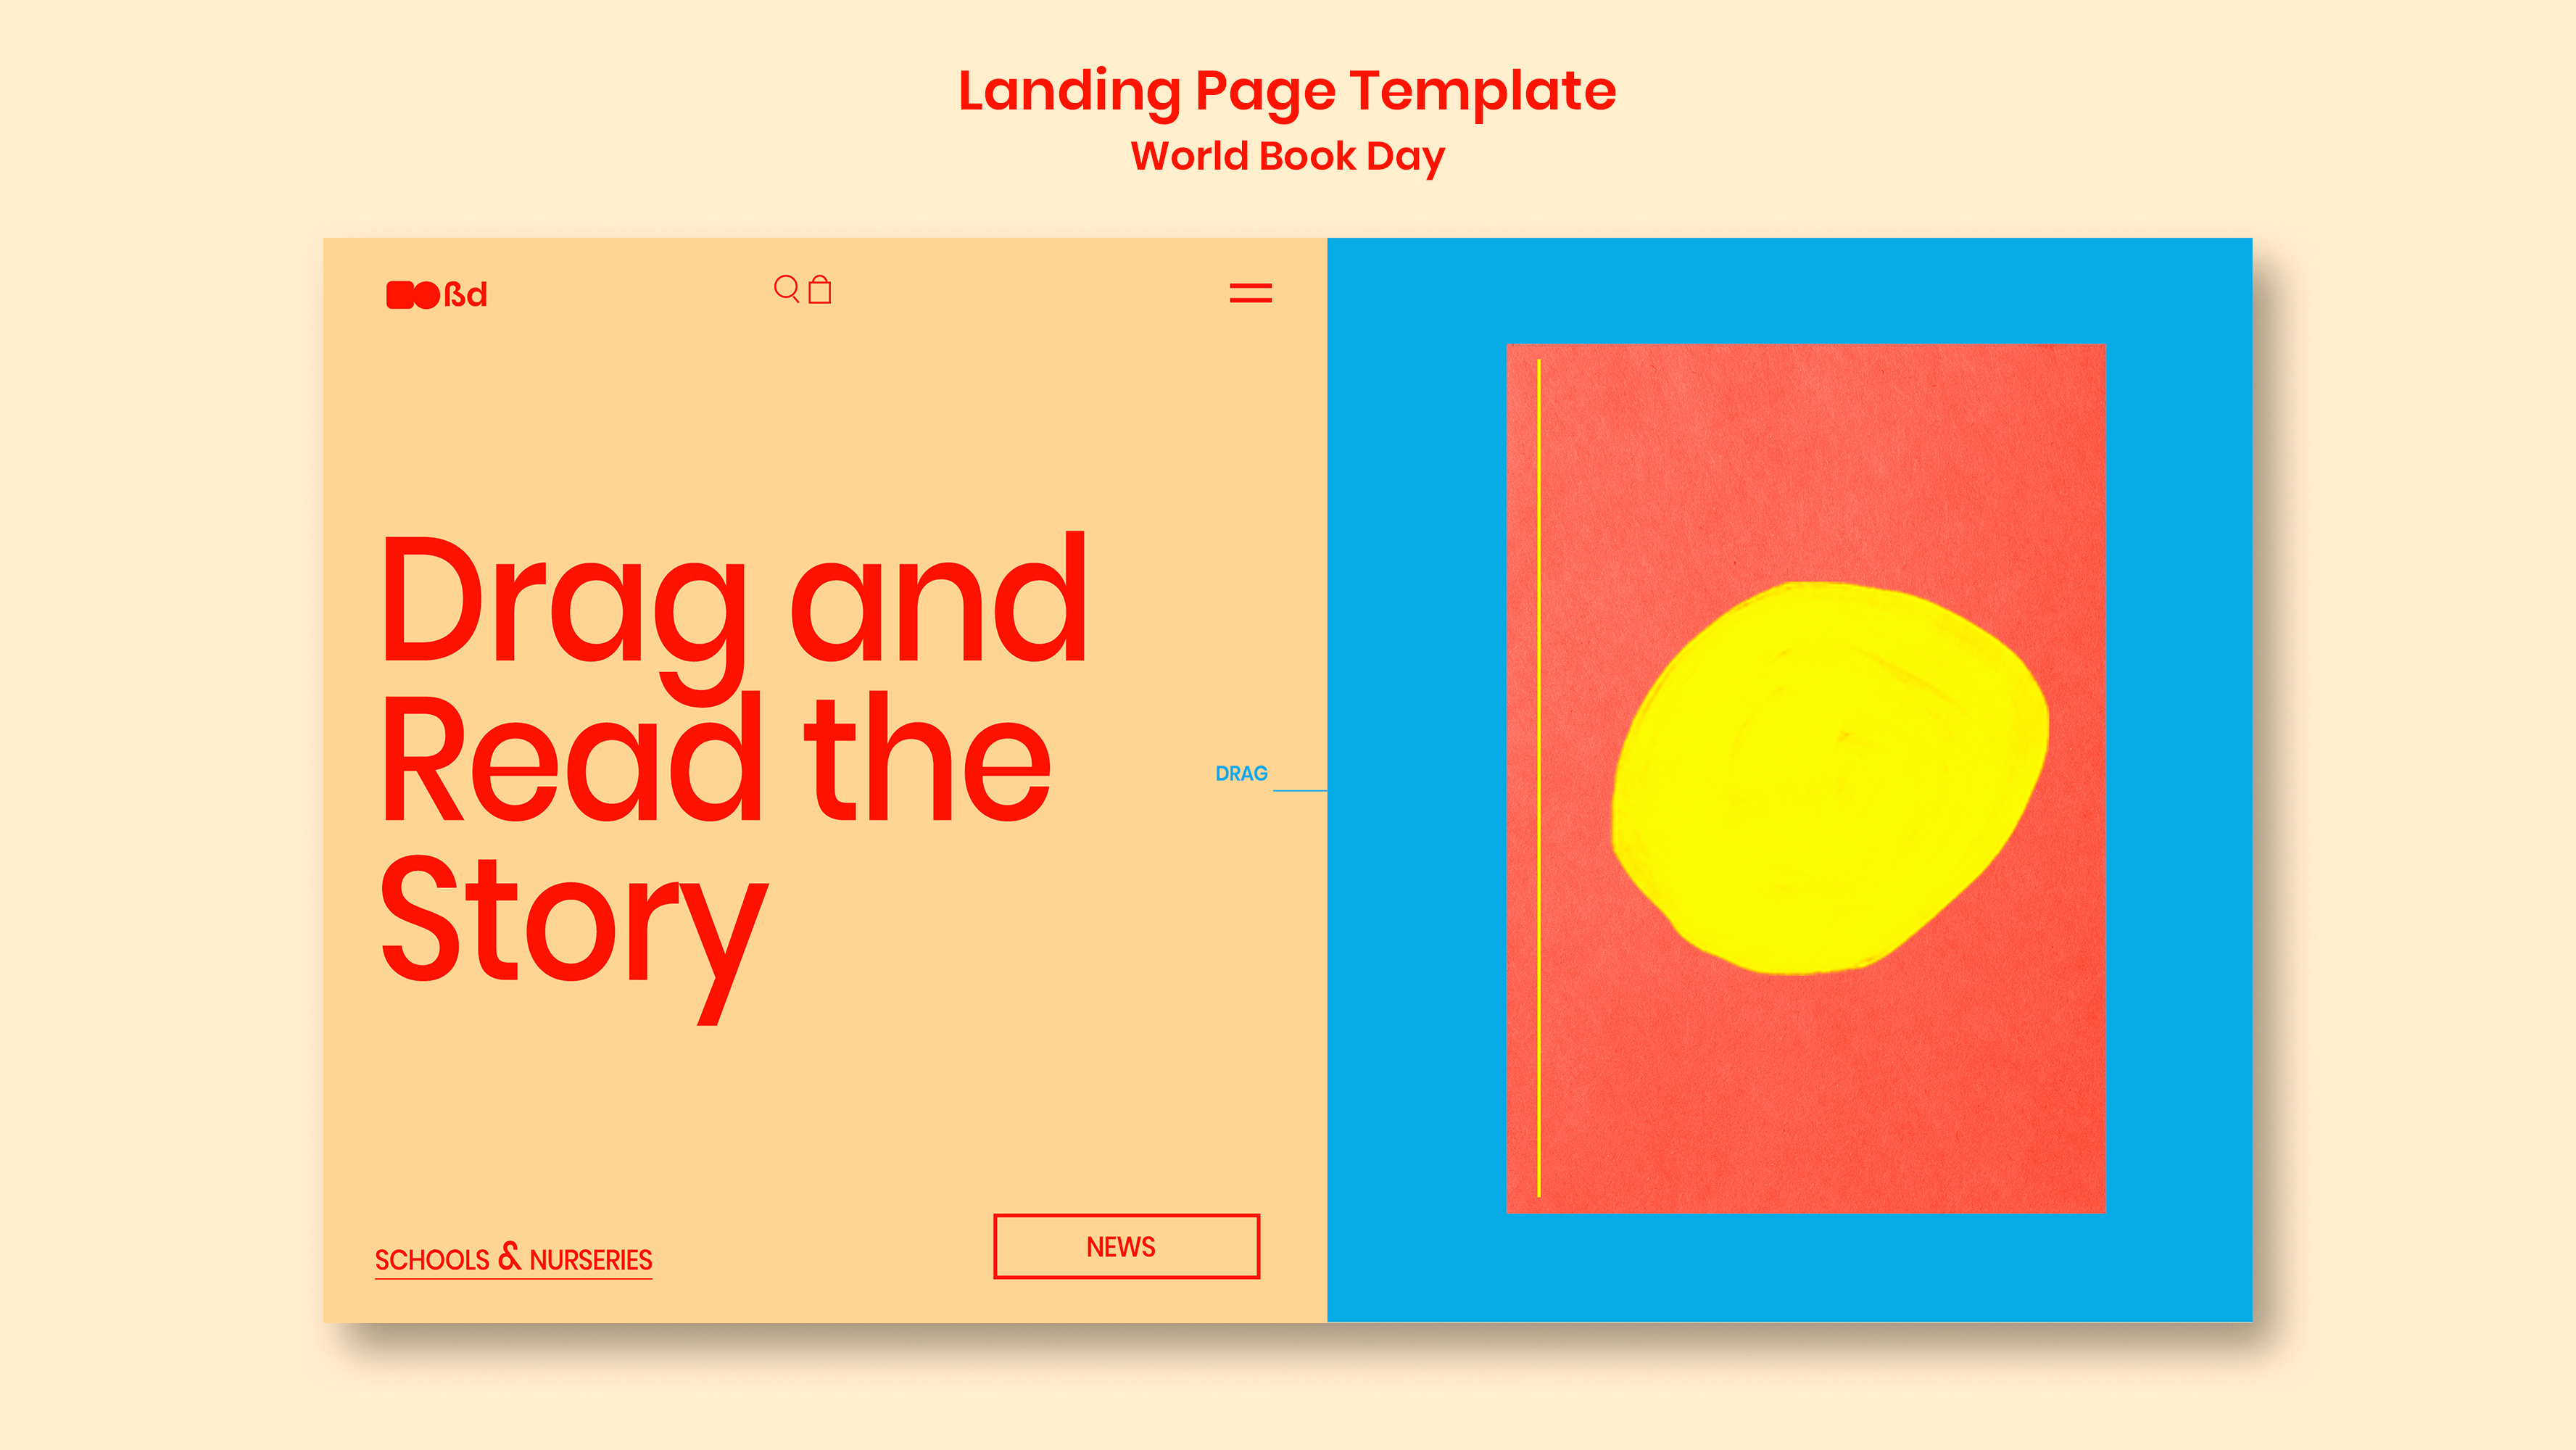 Landing Page Template
World Book Day
ßd
Drag and
Read the
Story
DRAG
SCHOOLS & NURSERIES
NEWS